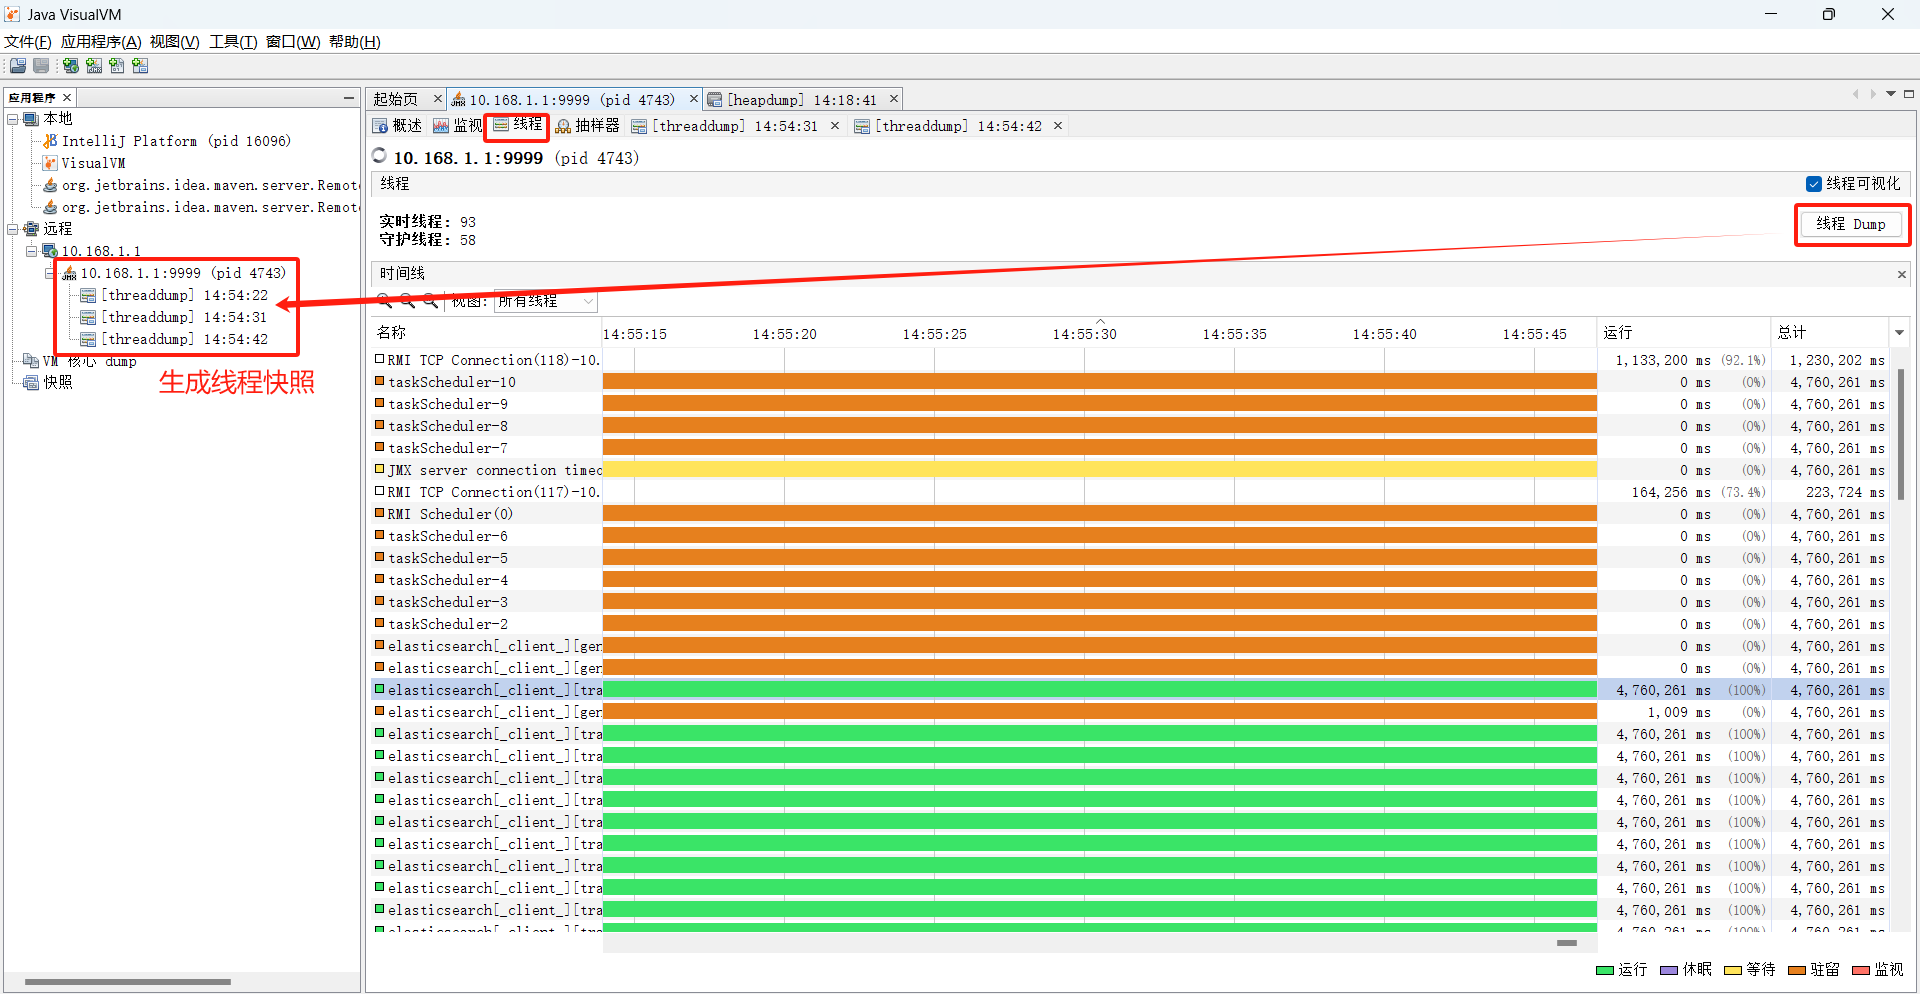 Java VisualVM
文件(F) 应用程序(A) 视图(V) 工具(T) 窗口(W) 帮助(H)
应用程序
本地
IntelliJ Platform (pid 16096)
VisualVM
org.jetbrains.idea.maven.server.Remot
org.jetbrains.idea.maven.server.Remot
远程
10.168.1.1
10.168.1.1:9999 (pid 4743)
[threaddump] 14:54:22
[threaddump] 14:54:31
[threaddump] 14:54:42
VM 核心 dump
快照
生成线程快照
起始页 10.168.1.1:9999 (pid 4743) [heapdump] 14:18:41
概述 监视 线程 抽样器 [threaddump] 14:54:31 [threaddump] 14:54:42
10.168.1.1:9999 (pid 4743)
线程 线程可视化
实时线程: 93
守护线程: 58
线程 Dump
时间线
视图: 所有线程
名称 14:55:15 14:55:20 14:55:25 14:55:30 14:55:35 14:55:40 14:55:45 运行 总计
RMI TCP Connection(118)-10. 1,133,200 ms (92.1%) 1,230,202 ms
taskScheduler-10 0 ms (0%) 4,760,261 ms
taskScheduler-9 0 ms (0%) 4,760,261 ms
taskScheduler-8 0 ms (0%) 4,760,261 ms
taskScheduler-7 0 ms (0%) 4,760,261 ms
JMX server connection timeo 0 ms (0%) 4,760,261 ms
RMI TCP Connection(117)-10. 164,256 ms (73.4%) 223,724 ms
RMI Scheduler(0) 0 ms (0%) 4,760,261 ms
taskScheduler-6 0 ms (0%) 4,760,261 ms
taskScheduler-5 0 ms (0%) 4,760,261 ms
taskScheduler-4 0 ms (0%) 4,760,261 ms
taskScheduler-3 0 ms (0%) 4,760,261 ms
taskScheduler-2 0 ms (0%) 4,760,261 ms
elasticsearch[_client_][gen 0 ms (0%) 4,760,261 ms
elasticsearch[_client_][gen 0 ms (0%) 4,760,261 ms
elasticsearch[_client_][tra 4,760,261 ms (100%) 4,760,261 ms
elasticsearch[_client_][gen 1,009 ms (0%) 4,760,261 ms
elasticsearch[_client_][tra 4,760,261 ms (100%) 4,760,261 ms
elasticsearch[_client_][tra 4,760,261 ms (100%) 4,760,261 ms
elasticsearch[_client_][tra 4,760,261 ms (100%) 4,760,261 ms
elasticsearch[_client_][tra 4,760,261 ms (100%) 4,760,261 ms
elasticsearch[_client_][tra 4,760,261 ms (100%) 4,760,261 ms
elasticsearch[_client_][tra 4,760,261 ms (100%) 4,760,261 ms
elasticsearch[_client_][tra 4,760,261 ms (100%) 4,760,261 ms
elasticsearch[_client_][tra 4,760,261 ms (100%) 4,760,261 ms
elasticsearch[_client_][tra 4,760,261 ms (100%) 4,760,261 ms
运行 休眠 等待 驻留 监视